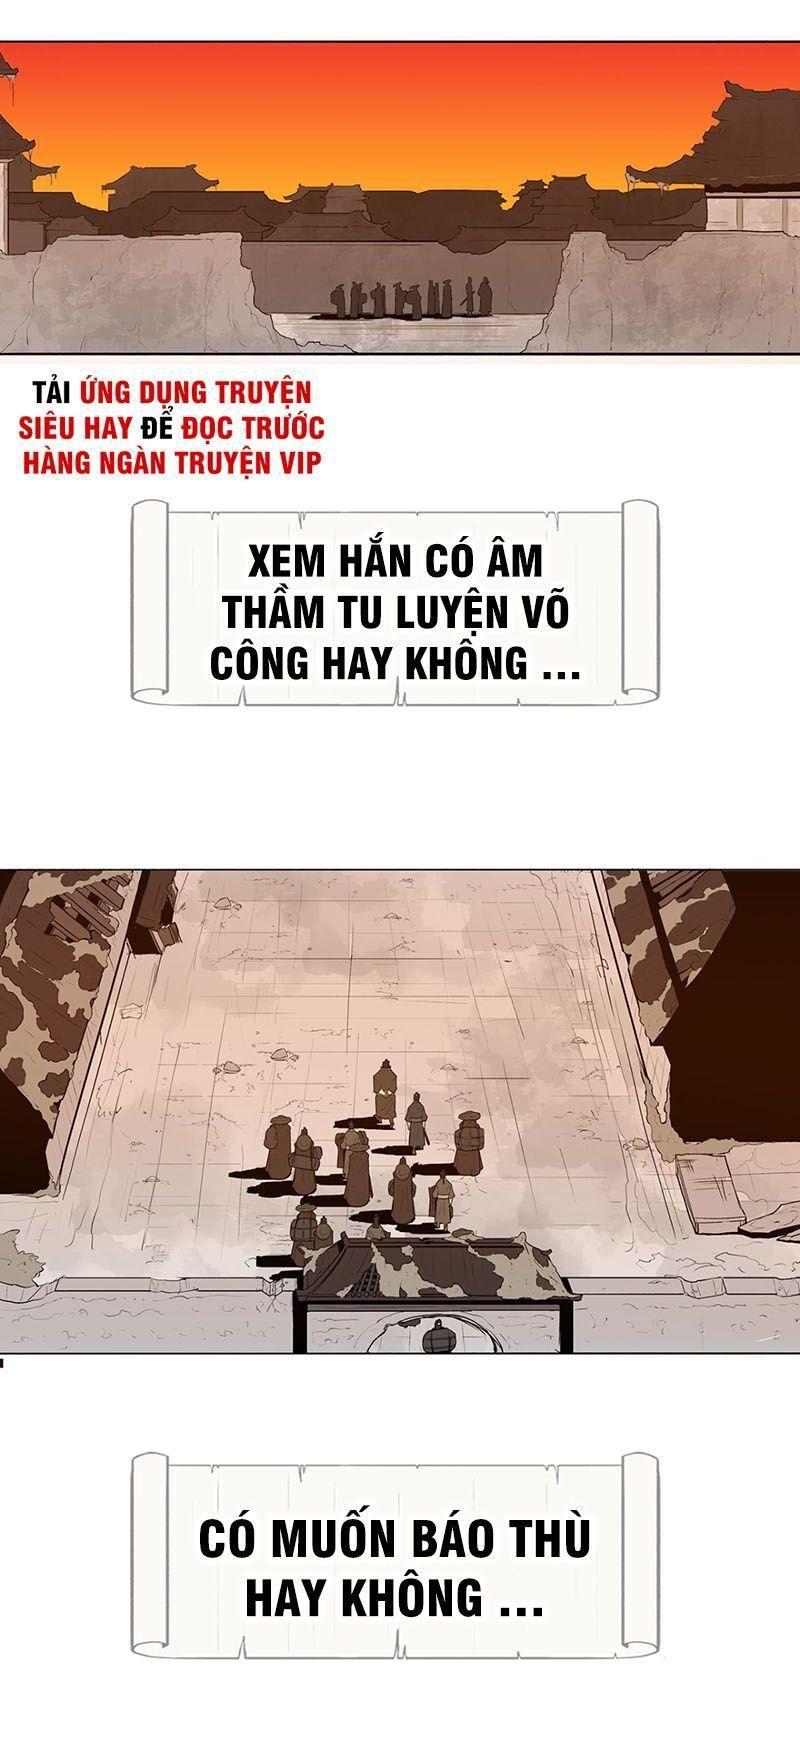 TẢI ỨNG DỤNG TRUYỆN
SIÊU HAY ĐỂ ĐỌC TRƯỚC
HÀNG NGÀN TRUYỆN VIP
XEM HẮN CÓ ÂM
THẦM TU LUYỆN VÕ
CÔNG HAY KHÔNG ...
CÓ MUỐN BÁO THÙ
HAY KHÔNG ...